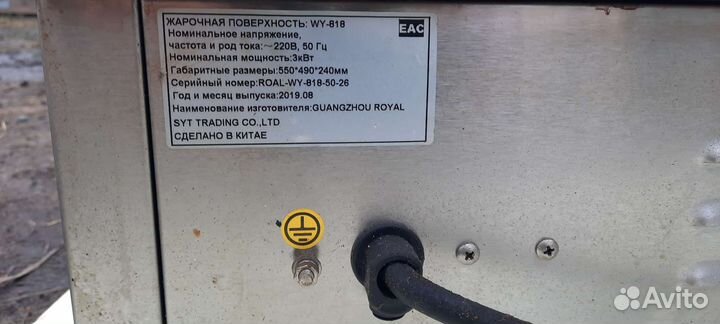 ЖАРОЧНАЯ ПОВЕРХНОСТЬ: WY-818
EAC
Номинальное напряжение,
частота и род тока:~220В, 50 Гц
Номинальная мощность:3кВт
Габаритные размеры:550*490*240мм
Серийный номер:ROAL-WY-818-50-26
Год и месяц выпуска:2019.08
Наименование изготовителя:GUANGZHOU ROYAL
SYT TRADING CO.,LTD
СДЕЛАНО В КИТАЕ
Avito